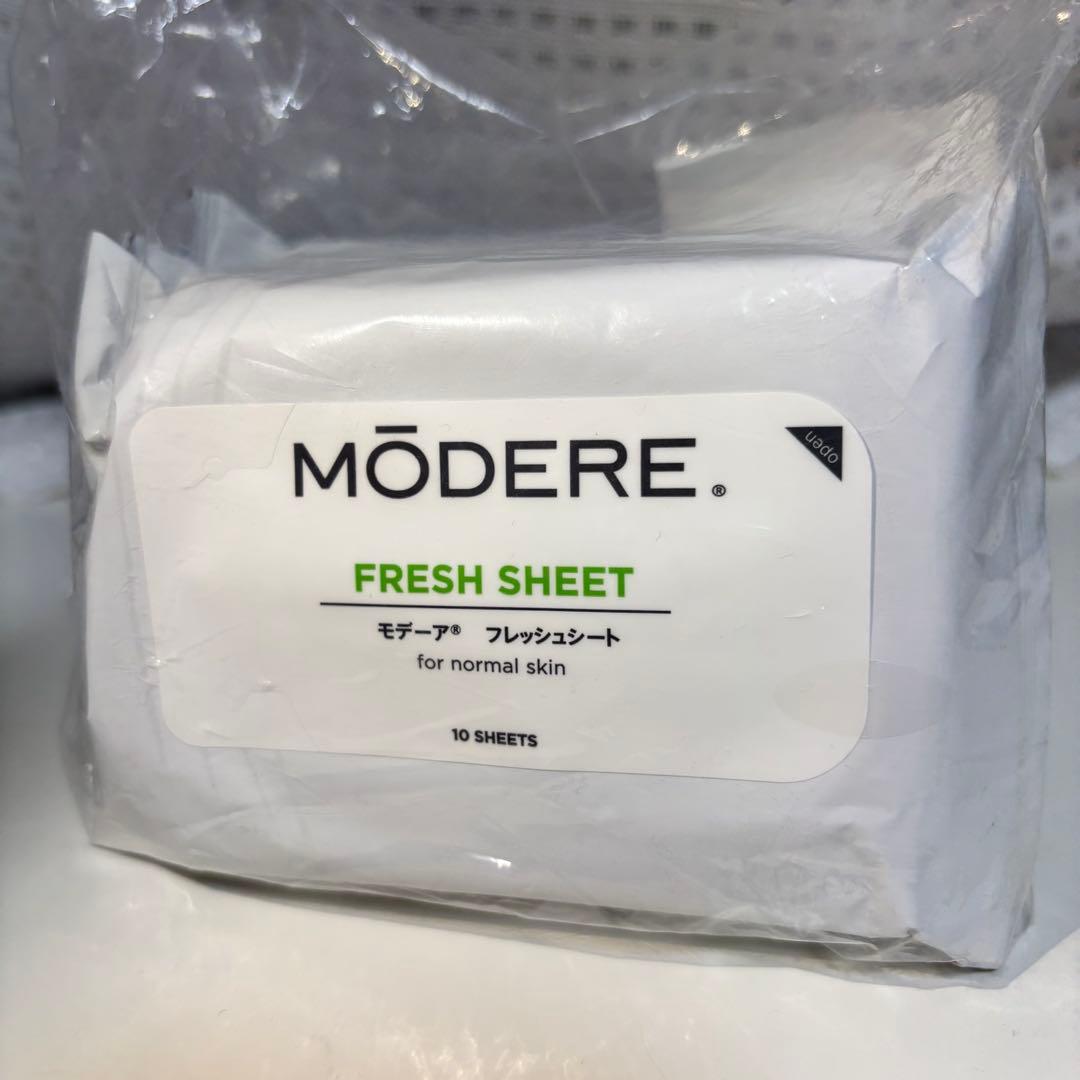 MŌDERE®
open
FRESH SHEET
モデーア® フレッシュシート
for normal skin
10 SHEETS